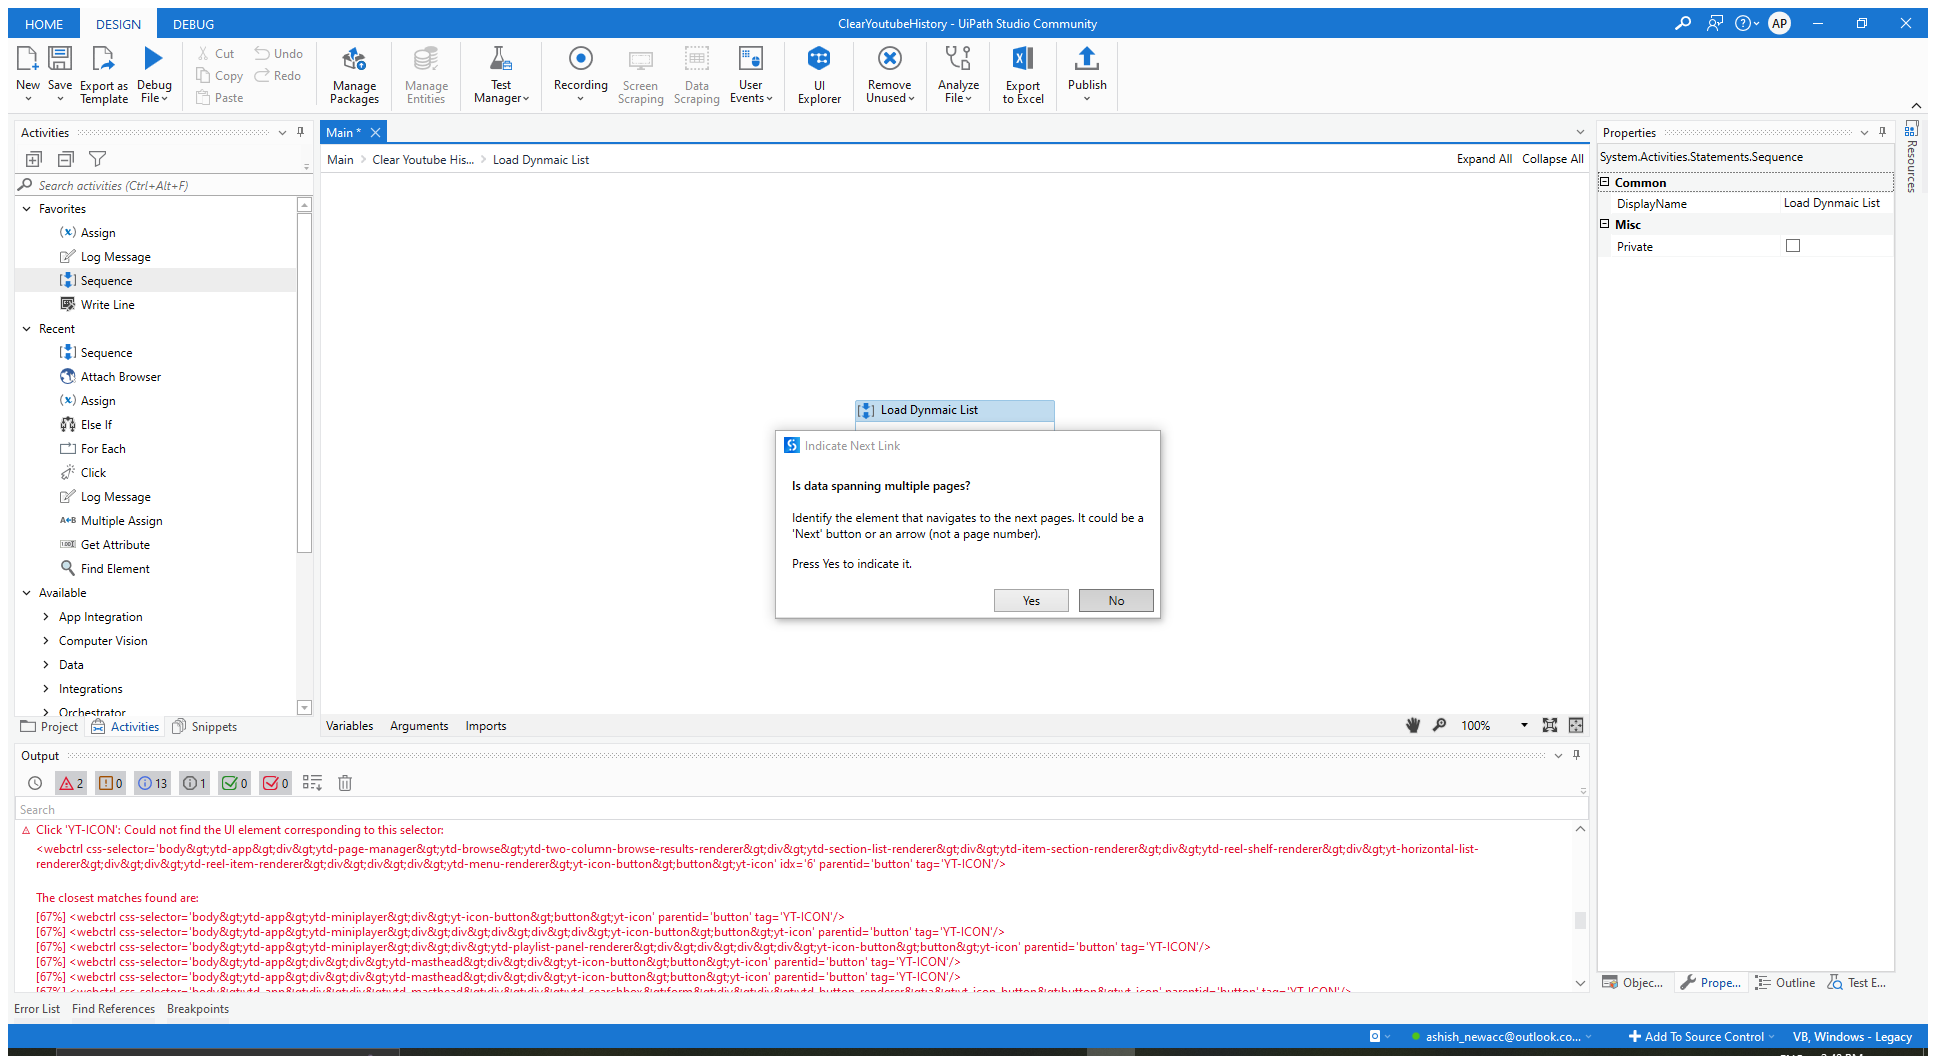 HOME
DESIGN
DEBUG
ClearYoutubeHistory - UiPath Studio Community
AP
New
Save
Export as
Template
Debug
File
Cut
Copy
Paste
Undo
Redo
Manage
Packages
Manage
Entities
Test
Manager
Recording
Screen
Scraping
Data
Scraping
User
Events
UI
Explorer
Remove
Unused
Analyze
File
Export
to Excel
Publish
Activities
Search activities (Ctrl+Alt+F)
Favorites
Assign
Log Message
Sequence
Write Line
Recent
Sequence
Attach Browser
Assign
Else If
For Each
Click
Log Message
Multiple Assign
Get Attribute
Find Element
Available
App Integration
Computer Vision
Data
Integrations
Orchestrator
Project
Activities
Snippets
Main *
Main
Clear Youtube His...
Load Dynmaic List
Expand All
Collapse All
Load Dynmaic List
Indicate Next Link
Is data spanning multiple pages?
Identify the element that navigates to the next pages. It could be a
'Next' button or an arrow (not a page number).
Press Yes to indicate it.
Yes
No
Variables
Arguments
Imports
100%
Properties
System.Activities.Statements.Sequence
Common
DisplayName
Load Dynmaic List
Misc
Private
Resources
Objec...
Prope...
Outline
Test E...
Output
2
0
13
1
0
0
Search
Click 'YT-ICON': Could not find the UI element corresponding to this selector:
<webctrl css-selector='body&gt;ytd-app&gt;div&gt;ytd-page-manager&gt;ytd-browse&gt;ytd-two-column-browse-results-renderer&gt;div&gt;ytd-section-list-renderer&gt;div&gt;ytd-item-section-renderer&gt;div&gt;ytd-reel-shelf-renderer&gt;div&gt;yt-horizontal-list-
renderer&gt;div&gt;div&gt;ytd-reel-item-renderer&gt;div&gt;div&gt;div&gt;ytd-menu-renderer&gt;yt-icon-button&gt;button&gt;yt-icon' idx='6' parentid='button' tag='YT-ICON'/>
The closest matches found are:
[67%] <webctrl css-selector='body&gt;ytd-app&gt;ytd-miniplayer&gt;div&gt;yt-icon-button&gt;button&gt;yt-icon' parentid='button' tag='YT-ICON'/>
[67%] <webctrl css-selector='body&gt;ytd-app&gt;ytd-miniplayer&gt;div&gt;div&gt;div&gt;div&gt;div&gt;yt-icon-button&gt;button&gt;yt-icon' parentid='button' tag='YT-ICON'/>
[67%] <webctrl css-selector='body&gt;ytd-app&gt;ytd-miniplayer&gt;div&gt;div&gt;ytd-playlist-panel-renderer&gt;div&gt;div&gt;div&gt;div&gt;yt-icon-button&gt;button&gt;yt-icon' parentid='button' tag='YT-ICON'/>
[67%] <webctrl css-selector='body&gt;ytd-app&gt;div&gt;div&gt;ytd-masthead&gt;div&gt;div&gt;yt-icon-button&gt;button&gt;yt-icon' parentid='button' tag='YT-ICON'/>
[67%] <webctrl css-selector='body&gt;ytd-app&gt;div&gt;div&gt;ytd-masthead&gt;div&gt;div&gt;yt-icon-button&gt;button&gt;yt-icon' parentid='button' tag='YT-ICON'/>
Error List
Find References
Breakpoints
ashish_newacc@outlook.co...
Add To Source Control
VB, Windows - Legacy